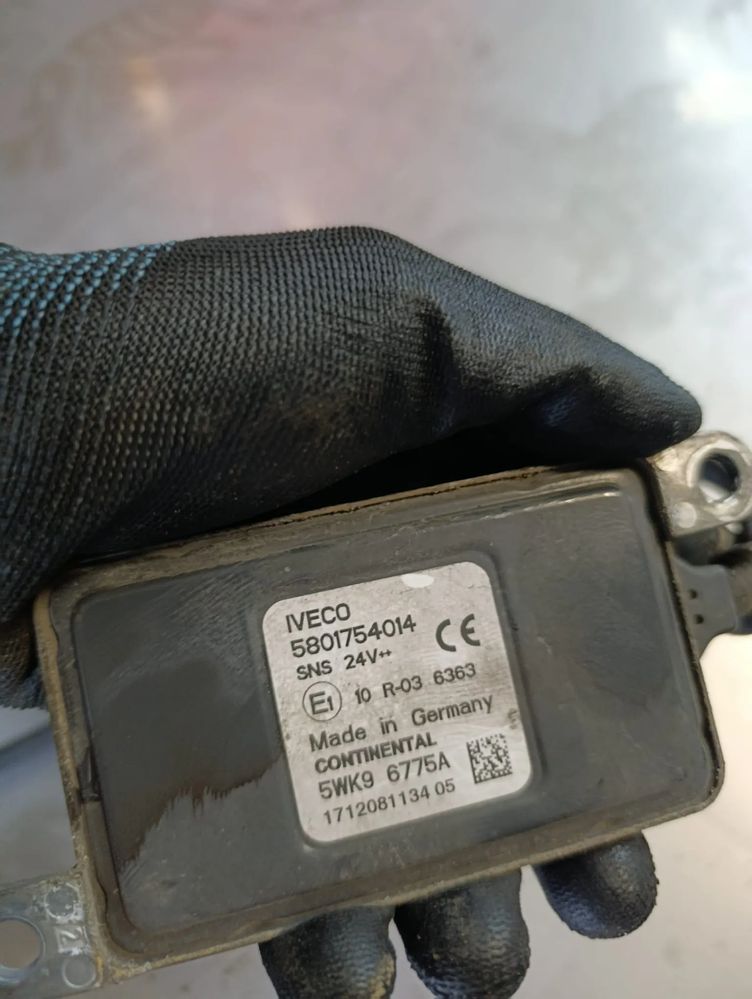 IVECO
5801754014
SNS 24V++
CE
E1 10 R-03 6363
Made in Germany
CONTINENTAL
5WK9 6775A
1712081134 05